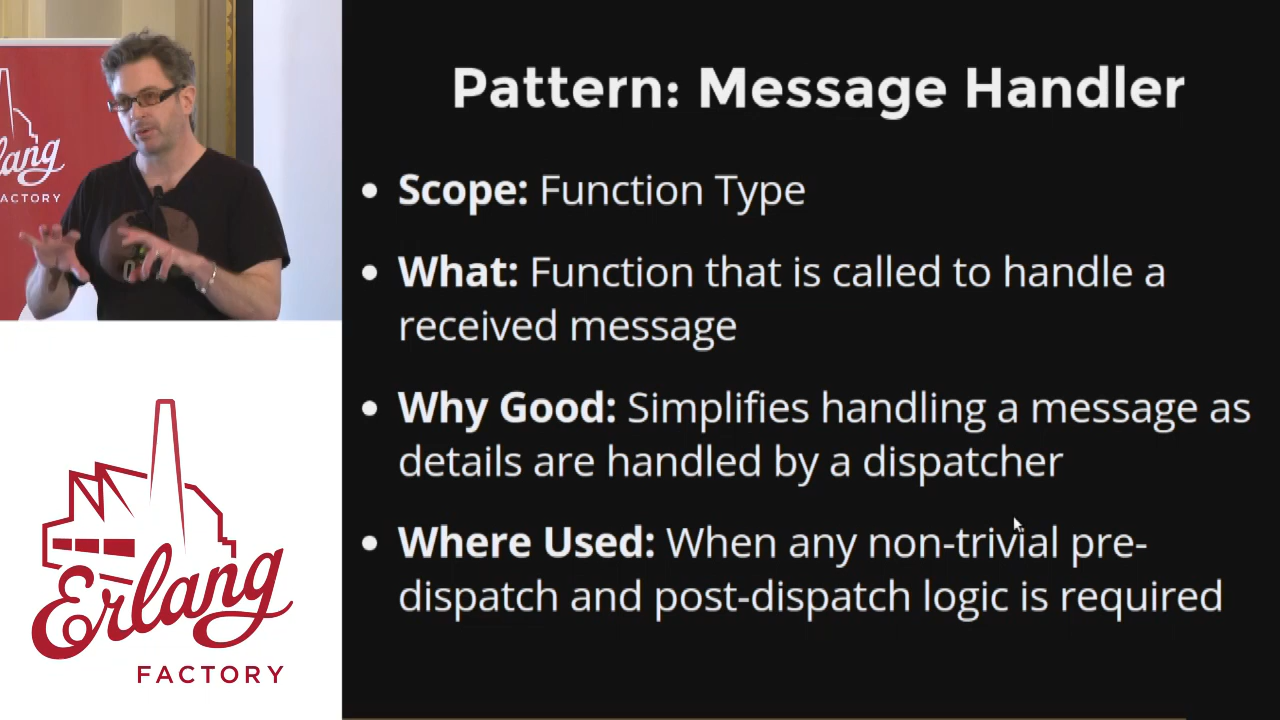 lang
ACTORY
Erlang
FACTORY
Pattern: Message Handler
• Scope: Function Type
• What: Function that is called to handle a
received message
• Why Good: Simplifies handling a message as
details are handled by a dispatcher
• Where Used: When any non-trivial pre-
dispatch and post-dispatch logic is required